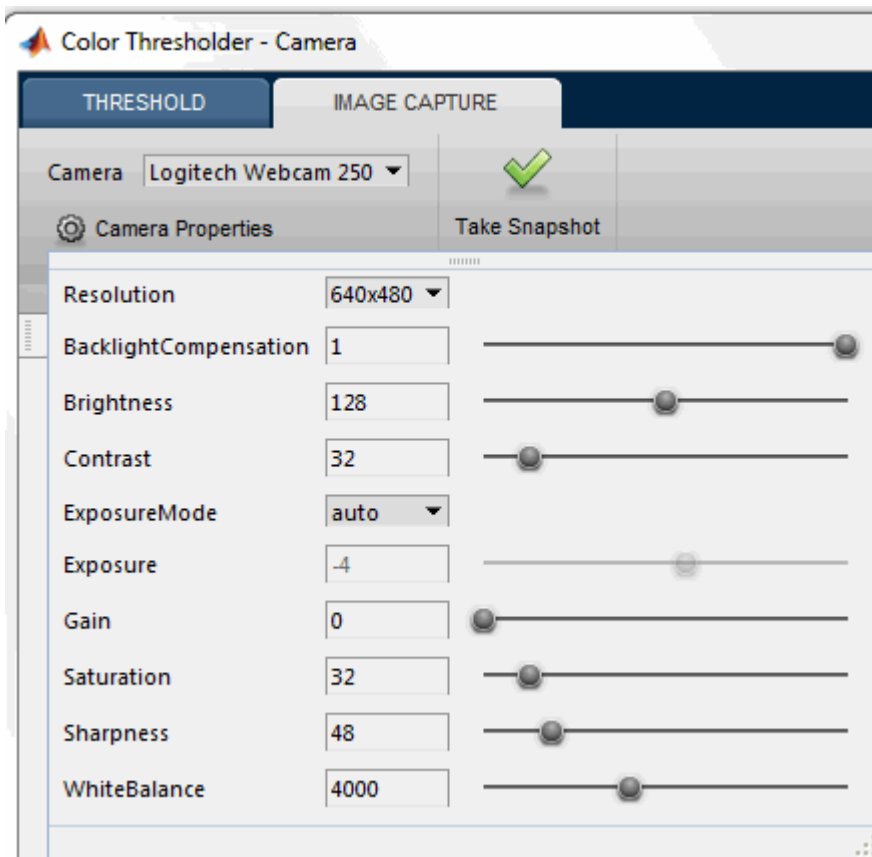 Color Thresholder - Camera
THRESHOLD IMAGE CAPTURE
Camera Logitech Webcam 250
Camera Properties Take Snapshot
Resolution 640x480
BacklightCompensation 1
Brightness 128
Contrast 32
ExposureMode auto
Exposure -4
Gain 0
Saturation 32
Sharpness 48
WhiteBalance 4000